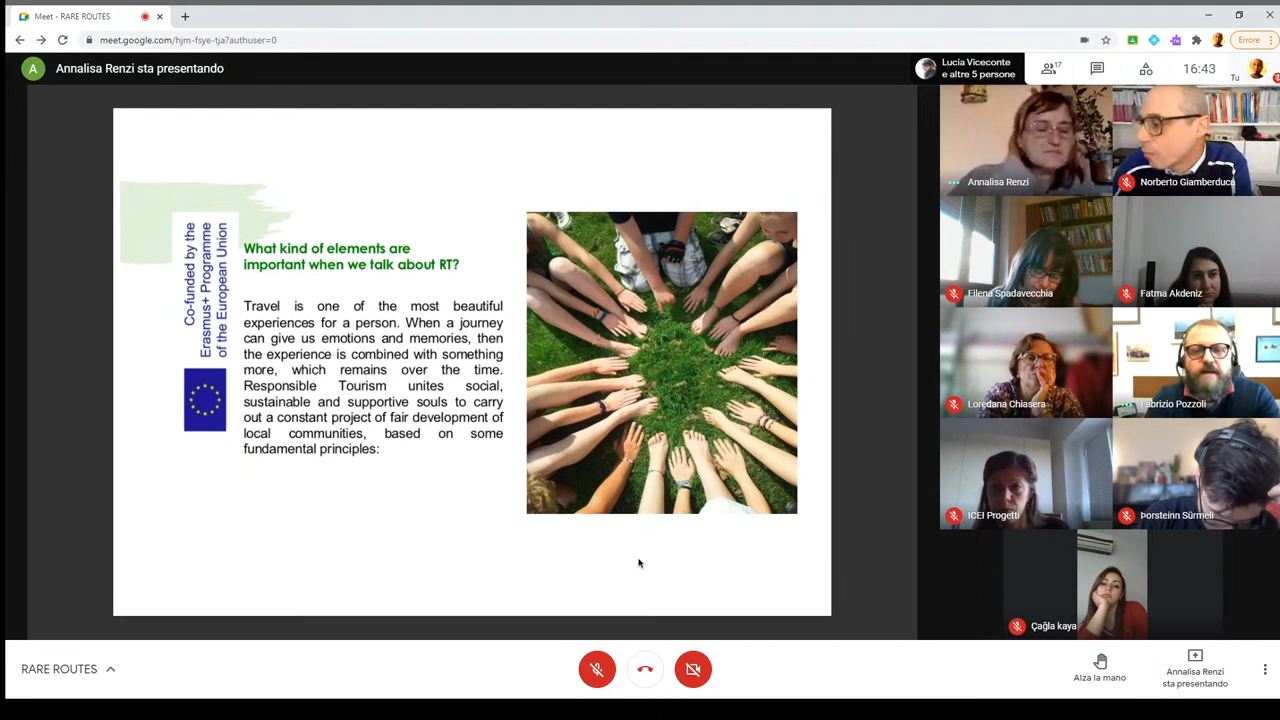 Meet - RARE ROUTES
meet.google.com/hjm-fsye-tja?authuser=0
Errore
A
Annalisa Renzi sta presentando
Lucia Viceconte
e altre 5 persone
17
16:43
Tu
Co-funded by the
Erasmus+ Programme
of the European Union
What kind of elements are
important when we talk about RT?
Travel is one of the most beautiful
experiences for a person. When a journey
can give us emotions and memories, then
the experience is combined with something
more, which remains over the time.
Responsible Tourism unites social,
sustainable and supportive souls to carry
out a constant project of fair development of
local communities, based on some
fundamental principles:
Annalisa Renzi
Norberto Giamberduca
Filena Spadavecchia
Fatma Akdeniz
Loredana Chiasera
Fabrizio Pozzoli
ICEI Progetti
Þorsteinn Sürmeli
Çağla kaya
RARE ROUTES
Alza la mano
Annalisa Renzi
sta presentando